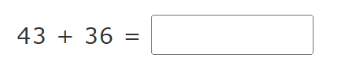 43 + 36 =